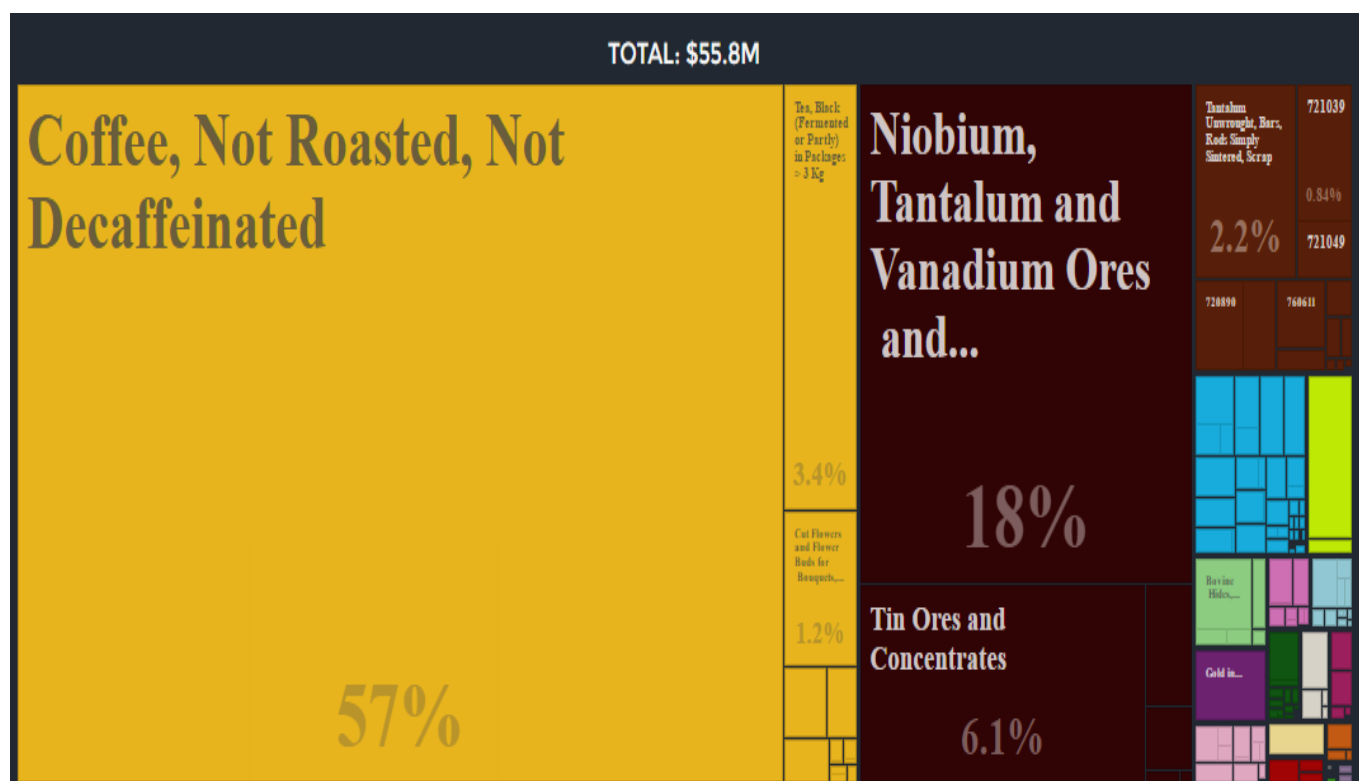 TOTAL: $55.8M
Coffee, Not Roasted, Not
Decaffeinated
57%
Tea, Black
(Fermented
or Partly)
in Packages
> 3 Kg
3.4%
Cut Flowers
and Flower
Buds for
Bouquets,...
1.2%
Niobium,
Tantalum and
Vanadium Ores
and...
18%
Tin Ores and
Concentrates
6.1%
Tantalum
Unwrought, Bars,
Rods Simply
Sintered, Scrap
2.2%
721039
0.84%
721049
720890
760611
Bovine
Hides,...
Gold in...